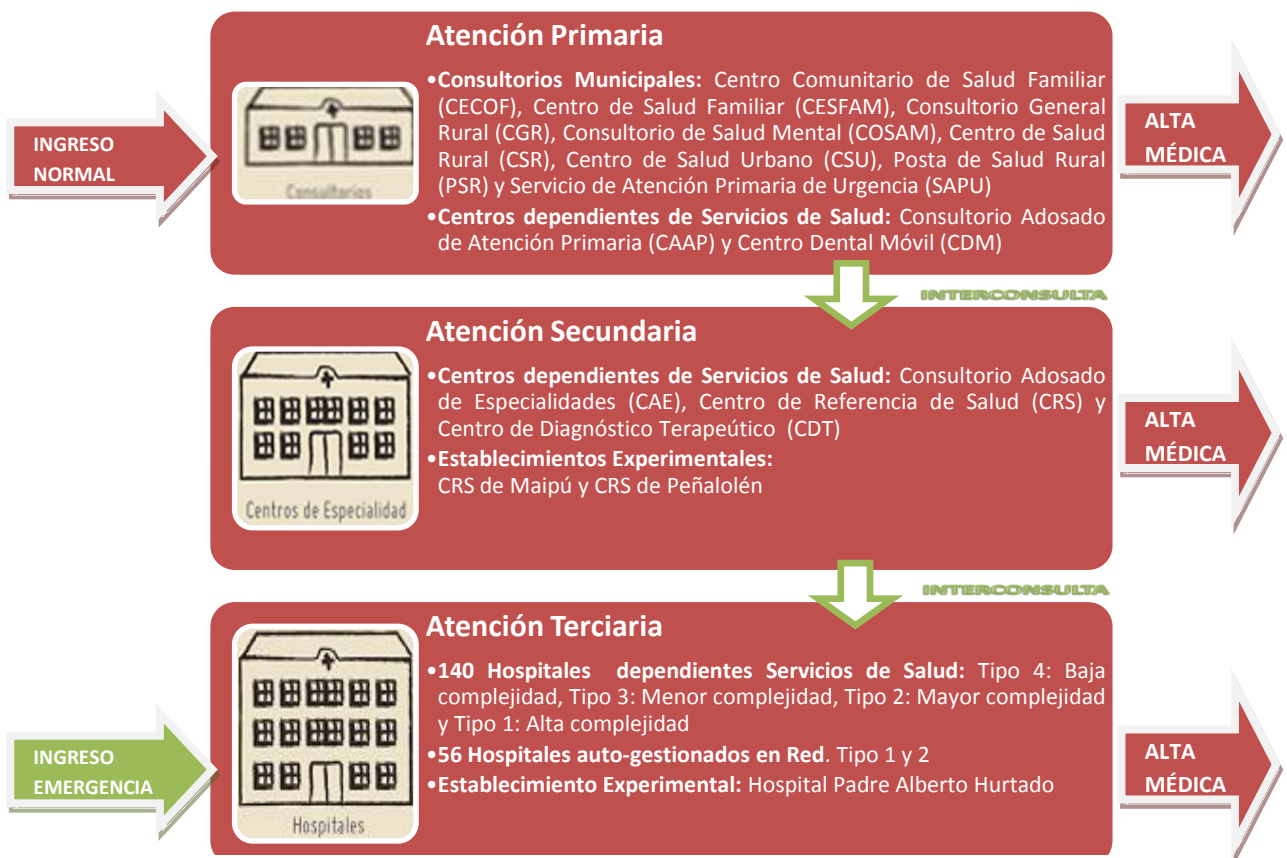 INGRESO
NORMAL
Consultorios
Atención Primaria
•Consultorios Municipales: Centro Comunitario de Salud Familiar
(CECOF), Centro de Salud Familiar (CESFAM), Consultorio General
Rural (CGR), Consultorio de Salud Mental (COSAM), Centro de Salud
Rural (CSR), Centro de Salud Urbano (CSU), Posta de Salud Rural
(PSR) y Servicio de Atención Primaria de Urgencia (SAPU)
•Centros dependientes de Servicios de Salud: Consultorio Adosado
de Atención Primaria (CAAP) y Centro Dental Móvil (CDM)
ALTA
MÉDICA
INTERCONSULTA
Centros de Especialidad
Atención Secundaria
•Centros dependientes de Servicios de Salud: Consultorio Adosado
de Especialidades (CAE), Centro de Referencia de Salud (CRS) y
Centro de Diagnóstico Terapeútico (CDT)
•Establecimientos Experimentales:
CRS de Maipú y CRS de Peñalolén
ALTA
MÉDICA
INTERCONSULTA
INGRESO
EMERGENCIA
Hospitales
Atención Terciaria
•140 Hospitales dependientes Servicios de Salud: Tipo 4: Baja
complejidad, Tipo 3: Menor complejidad, Tipo 2: Mayor complejidad
y Tipo 1: Alta complejidad
•56 Hospitales auto-gestionados en Red. Tipo 1 y 2
•Establecimiento Experimental: Hospital Padre Alberto Hurtado
ALTA
MÉDICA